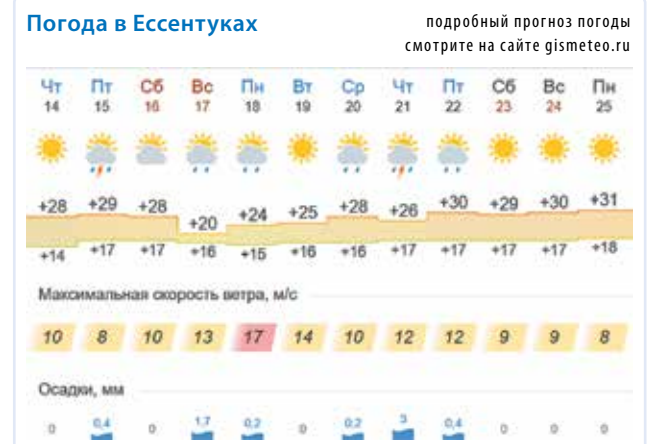 Погода в Ессентуках
подробный прогноз погоды
смотрите на сайте gismeteo.ru
Чт Пт Сб Вс Пн Вт Ср Чт Пт Сб Вс Пн
14 15 16 17 18 19 20 21 22 23 24 25
+28 +29 +28 +20 +24 +25 +28 +26 +30 +29 +30 +31
+14 +17 +17 +16 +15 +16 +16 +17 +17 +17 +17 +18
Максимальная скорость ветра, м/с
10 8 10 13 17 14 10 12 12 9 9 8
Осадки, мм
0 0,4 0 1,7 0,2 0 0,2 3 0,4 0 0 0